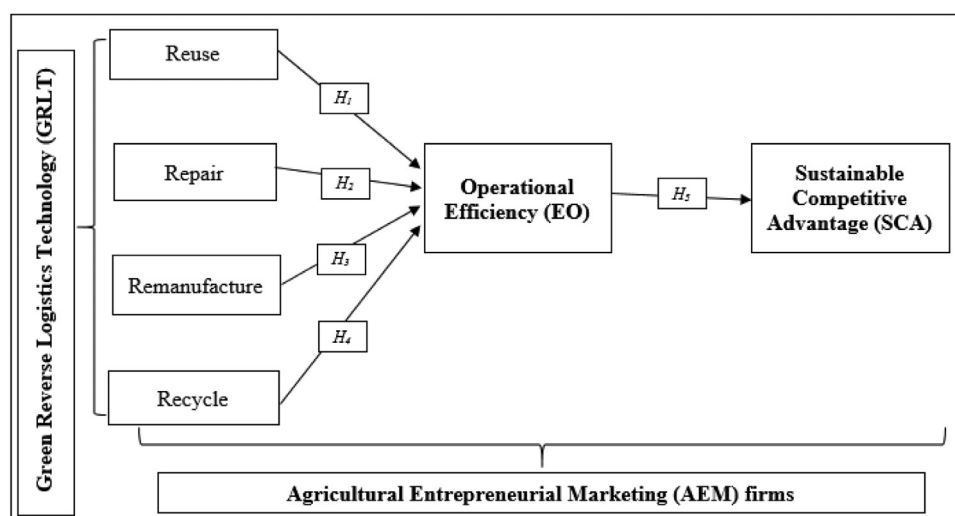 Green Reverse Logistics Technology (GRLT)
Reuse
H1
Repair
H2
Operational
Efficiency (EO)
H5
Sustainable
Competitive
Advantage (SCA)
Remanufacture
H3
H4
Recycle
Agricultural Entrepreneurial Marketing (AEM) firms